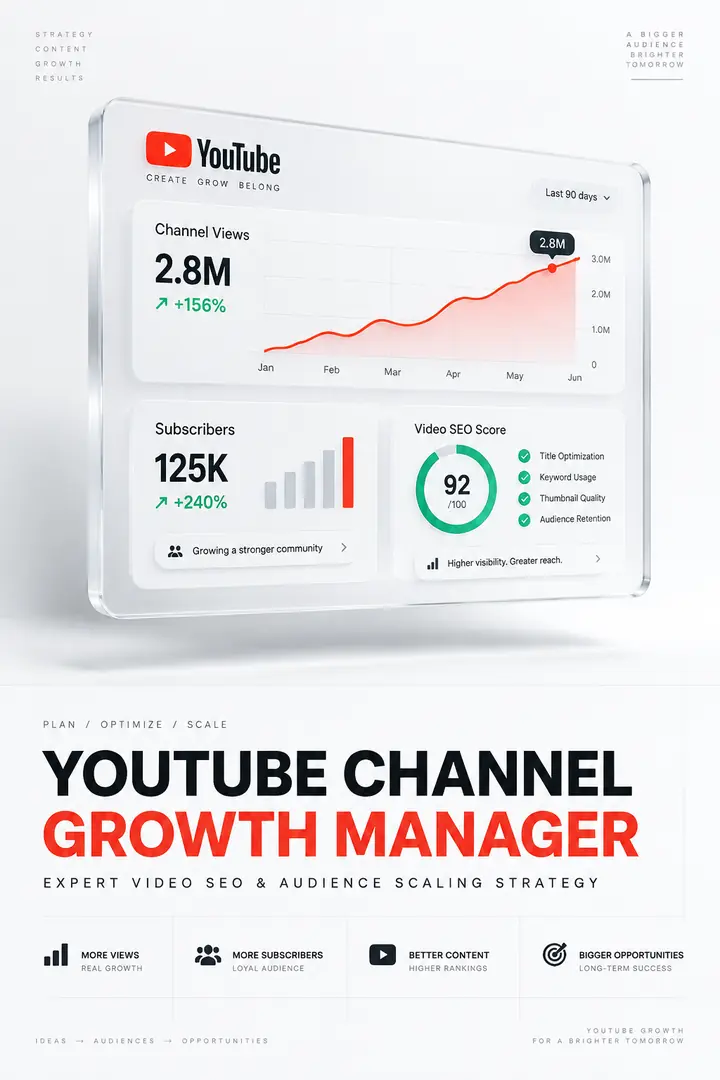 STRATEGY
CONTENT
GROWTH
RESULTS
A BIGGER
AUDIENCE
BRIGHTER
TOMORROW
YouTube
CREATE GROW BELONG
Last 90 days
Channel Views
2.8M
+156%
2.8M
3.0M
2.0M
1.0M
0
Jan Feb Mar Apr May Jun
Subscribers
125K
+240%
Growing a stronger community
Video SEO Score
92
/100
Title Optimization
Keyword Usage
Thumbnail Quality
Audience Retention
Higher visibility. Greater reach.
PLAN / OPTIMIZE / SCALE
YOUTUBE CHANNEL
GROWTH MANAGER
EXPERT VIDEO SEO & AUDIENCE SCALING STRATEGY
MORE VIEWS
REAL GROWTH
MORE SUBSCRIBERS
LOYAL AUDIENCE
BETTER CONTENT
HIGHER RANKINGS
BIGGER OPPORTUNITIES
LONG-TERM SUCCESS
IDEAS → AUDIENCES → OPPORTUNITIES
YOUTUBE GROWTH
FOR A BRIGHTER TOMORROW